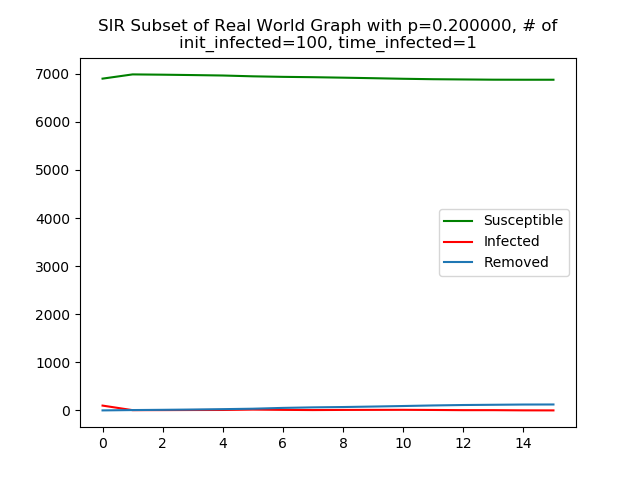 SIR Subset of Real World Graph with p=0.200000, # of
init_infected=100, time_infected=1
7000
6000
5000
4000
3000
2000
1000
0
Susceptible
Infected
Removed
0 2 4 6 8 10 12 14